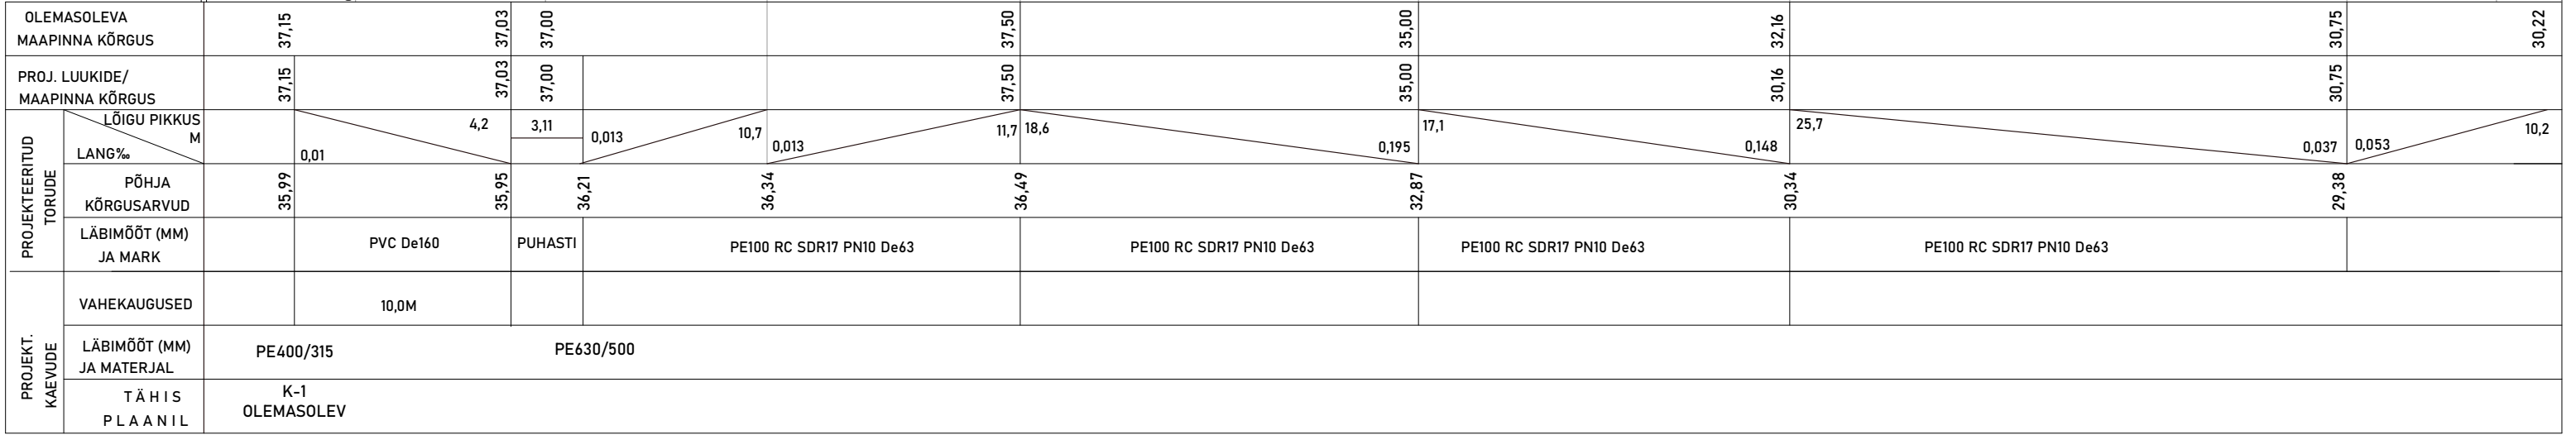 OLEMASOLEVA
MAAPINNA KÕRGUS
37,15
37,03
37,00
37,50
35,00
32,16
30,75
30,22
PROJ. LUUKIDE/
MAAPINNA KÕRGUS
37,15
37,03
37,00
37,50
35,00
30,16
30,75
PROJEKTEERITUD
TORUDE
LÕIGU PIKKUS
M
LANG‰
0,01
4,2
3,11
0,013
10,7
0,013
11,7
18,6
0,195
17,1
0,148
25,7
0,037
0,053
10,2
PÕHJA
KÕRGUSARVUD
35,99
35,95
36,21
36,34
36,49
32,87
30,34
29,38
LÄBIMÕÕT (MM)
JA MARK
PVC De160
PUHASTI
PE100 RC SDR17 PN10 De63
PE100 RC SDR17 PN10 De63
PE100 RC SDR17 PN10 De63
PE100 RC SDR17 PN10 De63
PROJEKT.
KAEVUDE
VAHEKAUGUSED
10,0M
LÄBIMÕÕT (MM)
JA MATERJAL
PE400/315
PE630/500
TÄHIS
PLAANIL
K-1
OLEMASOLEV